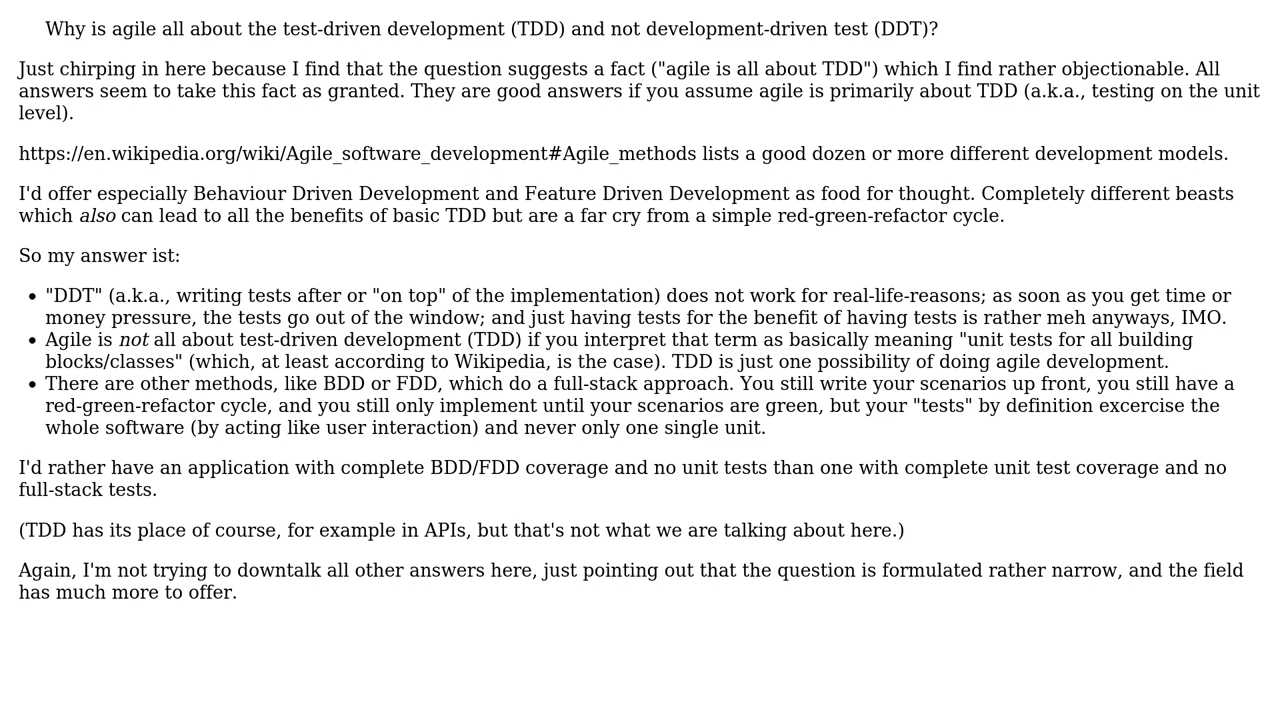 Why is agile all about the test-driven development (TDD) and not development-driven test (DDT)?
Just chirping in here because I find that the question suggests a fact ("agile is all about TDD") which I find rather objectionable. All
answers seem to take this fact as granted. They are good answers if you assume agile is primarily about TDD (a.k.a., testing on the unit
level).
https://en.wikipedia.org/wiki/Agile_software_development#Agile_methods lists a good dozen or more different development models.
I'd offer especially Behaviour Driven Development and Feature Driven Development as food for thought. Completely different beasts
which also can lead to all the benefits of basic TDD but are a far cry from a simple red-green-refactor cycle.
So my answer ist:
• "DDT" (a.k.a., writing tests after or "on top" of the implementation) does not work for real-life-reasons; as soon as you get time or
money pressure, the tests go out of the window; and just having tests for the benefit of having tests is rather meh anyways, IMO.
• Agile is not all about test-driven development (TDD) if you interpret that term as basically meaning "unit tests for all building
blocks/classes" (which, at least according to Wikipedia, is the case). TDD is just one possibility of doing agile development.
• There are other methods, like BDD or FDD, which do a full-stack approach. You still write your scenarios up front, you still have a
red-green-refactor cycle, and you still only implement until your scenarios are green, but your "tests" by definition excercise the
whole software (by acting like user interaction) and never only one single unit.
I'd rather have an application with complete BDD/FDD coverage and no unit tests than one with complete unit test coverage and no
full-stack tests.
(TDD has its place of course, for example in APIs, but that's not what we are talking about here.)
Again, I'm not trying to downtalk all other answers here, just pointing out that the question is formulated rather narrow, and the field
has much more to offer.